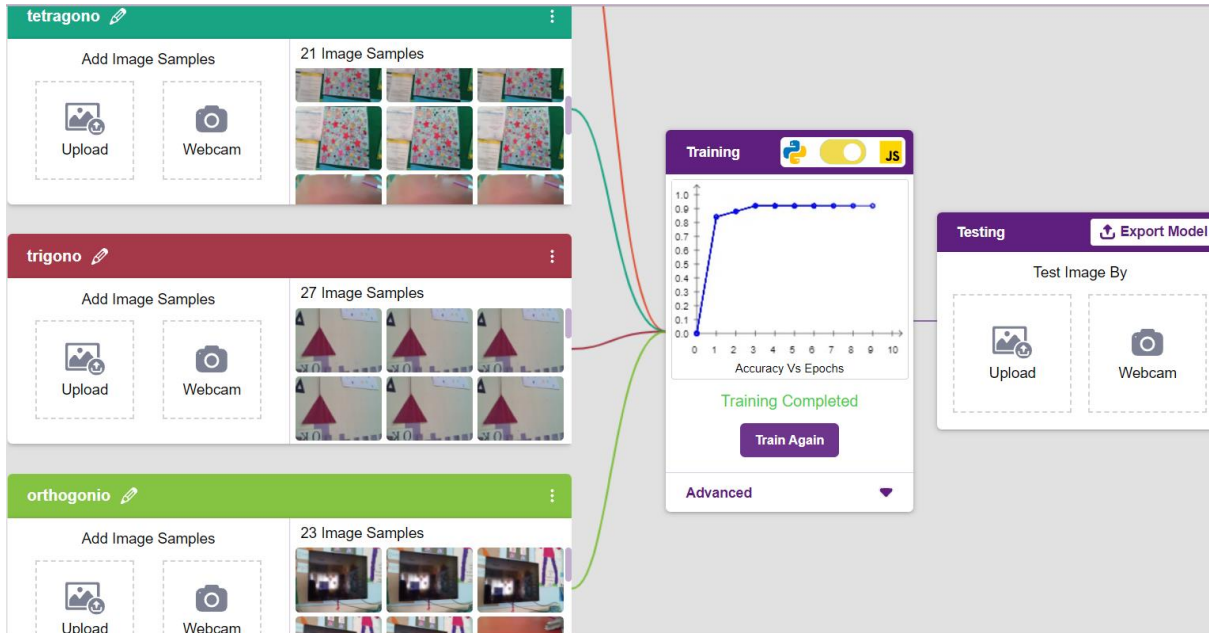 tetragono
Add Image Samples
Upload
Webcam
21 Image Samples
trigono
Add Image Samples
Upload
Webcam
27 Image Samples
orthogonio
Add Image Samples
Upload
Webcam
23 Image Samples
Training
JS
1.0
0.9
0.8
0.7
0.6
0.5
0.4
0.3
0.2
0.1
0.0
0 1 2 3 4 5 6 7 8 9 10
Accuracy Vs Epochs
Training Completed
Train Again
Advanced
Testing
Export Model
Test Image By
Upload
Webcam